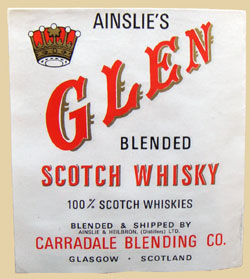 AINSLIE'S
GLEN
BLENDED
SCOTCH WHISKY
100% SCOTCH WHISKIES
BLENDED & SHIPPED BY
AINSLIE & HEILBRON, (Distillers) LTD.
CARRADALE BLENDING CO.
GLASGOW · SCOTLAND